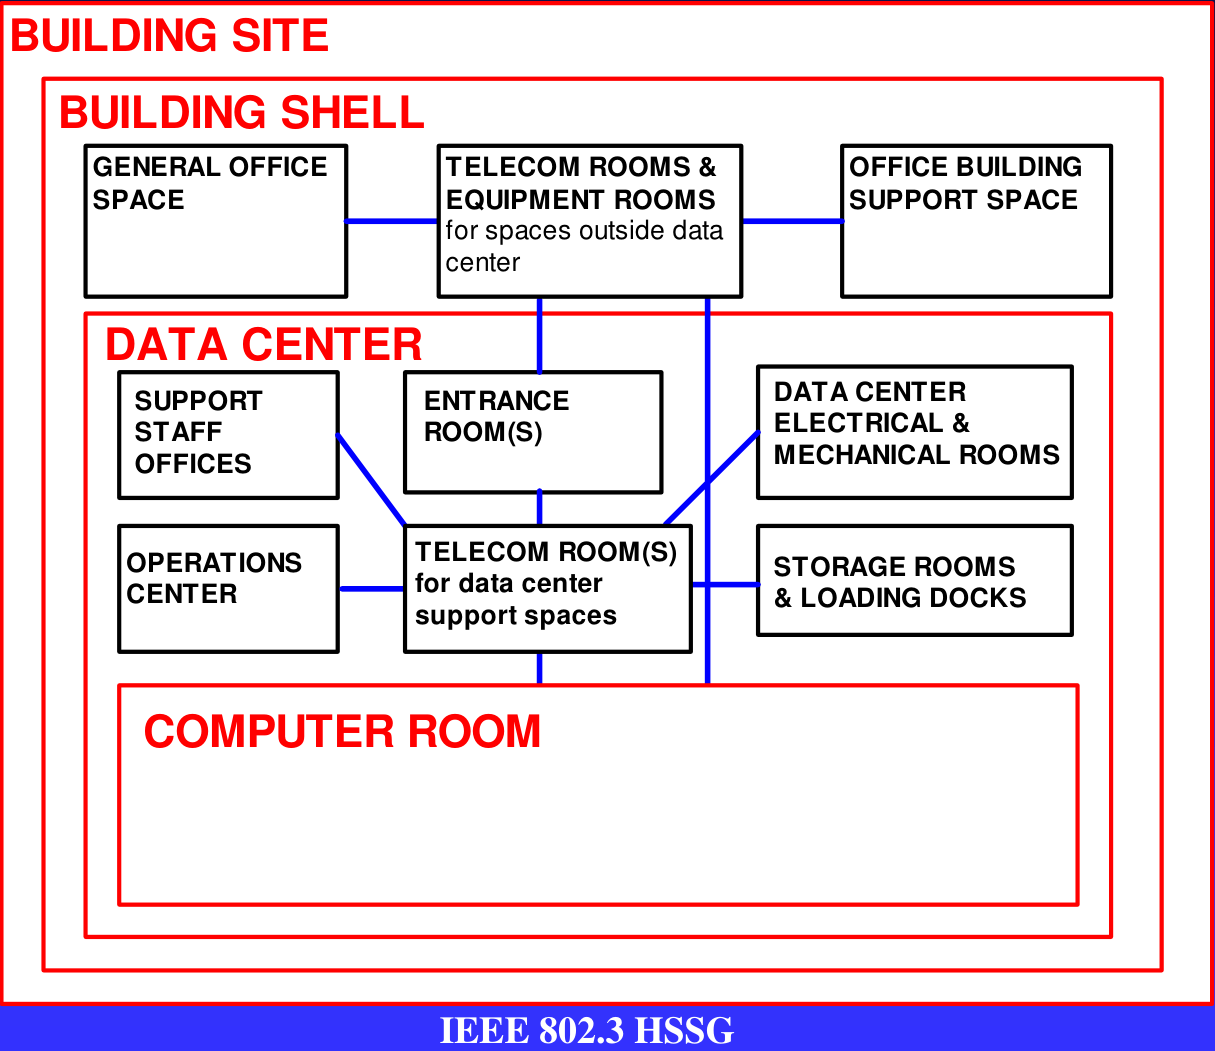 BUILDING SITE
BUILDING SHELL
GENERAL OFFICE
SPACE
TELECOM ROOMS &
EQUIPMENT ROOMS
for spaces outside data
center
OFFICE BUILDING
SUPPORT SPACE
DATA CENTER
SUPPORT
STAFF
OFFICES
ENTRANCE
ROOM(S)
DATA CENTER
ELECTRICAL &
MECHANICAL ROOMS
OPERATIONS
CENTER
TELECOM ROOM(S)
for data center
support spaces
STORAGE ROOMS
& LOADING DOCKS
COMPUTER ROOM
IEEE 802.3 HSSG